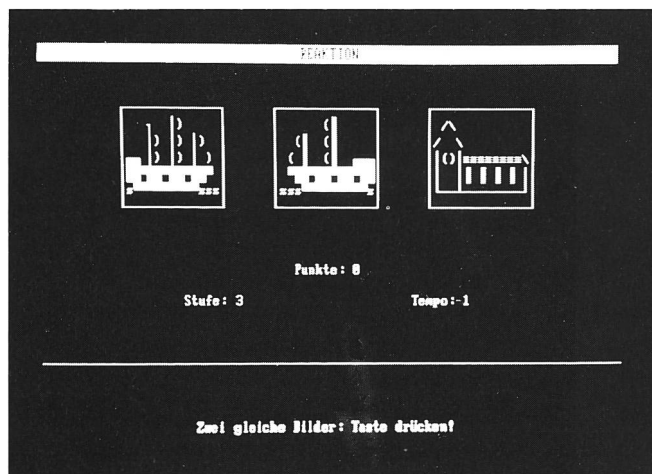 REAKTION
Punkte: 0
Stufe: 3 Tempo:-1
Zwei gleiche Bilder: Taste drücken!